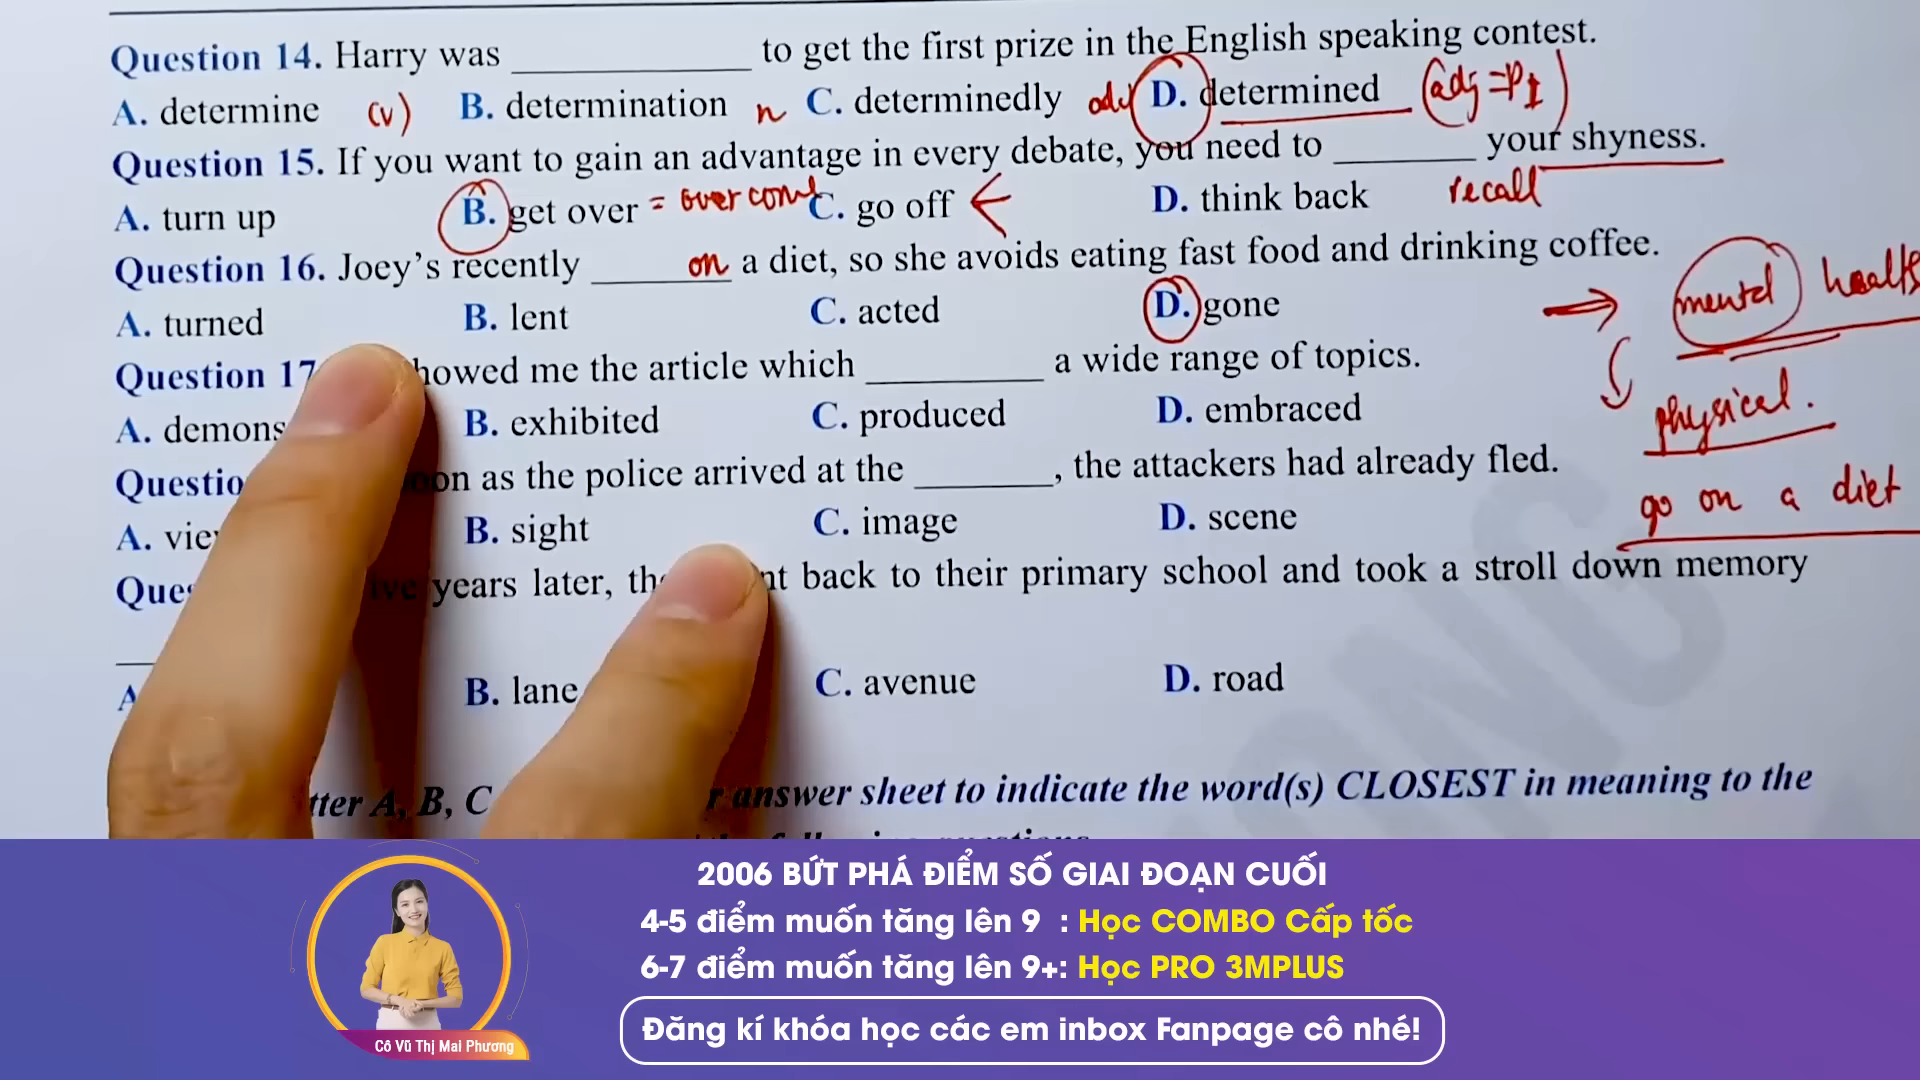 Question 14. Harry was ________ to get the first prize in the English speaking contest.
A. determine (v) B. determination n C. determinedly adv D. determined (adj = PII)
Question 15. If you want to gain an advantage in every debate, you need to ________ your shyness.
A. turn up B. get over = overcome C. go off D. think back recall
Question 16. Joey's recently ________ on a diet, so she avoids eating fast food and drinking coffee.
A. turned B. lent C. acted D. gone
→ mental health
Question 17 howed me the article which ________ a wide range of topics.
A. demons B. exhibited C. produced D. embraced
physical.
Questio oon as the police arrived at the ________, the attackers had already fled.
A. vie B. sight C. image D. scene
go on a diet
Ques ive years later, the nt back to their primary school and took a stroll down memory
A B. lane C. avenue D. road
tter A, B, C r answer sheet to indicate the word(s) CLOSEST in meaning to the
following questions
2006 BỨT PHÁ ĐIỂM SỐ GIAI ĐOẠN CUỐI
4-5 điểm muốn tăng lên 9 : Học COMBO Cấp tốc
6-7 điểm muốn tăng lên 9+: Học PRO 3MPLUS
Đăng kí khóa học các em inbox Fanpage cô nhé!
Cô Vũ Thị Mai Phương